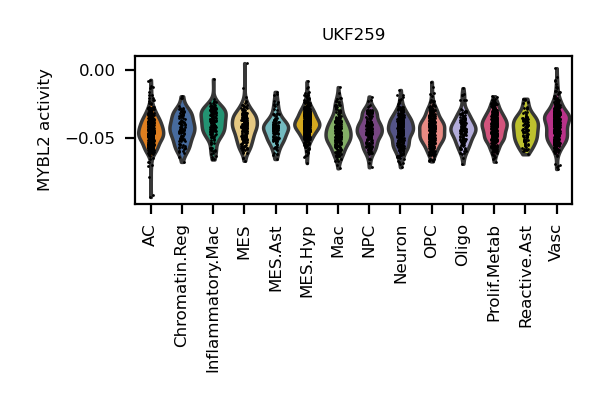 UKF259
MYBL2 activity
0.00
−0.05
AC
Chromatin.Reg
Inflammatory.Mac
MES
MES.Ast
MES.Hyp
Mac
NPC
Neuron
OPC
Oligo
Prolif.Metab
Reactive.Ast
Vasc